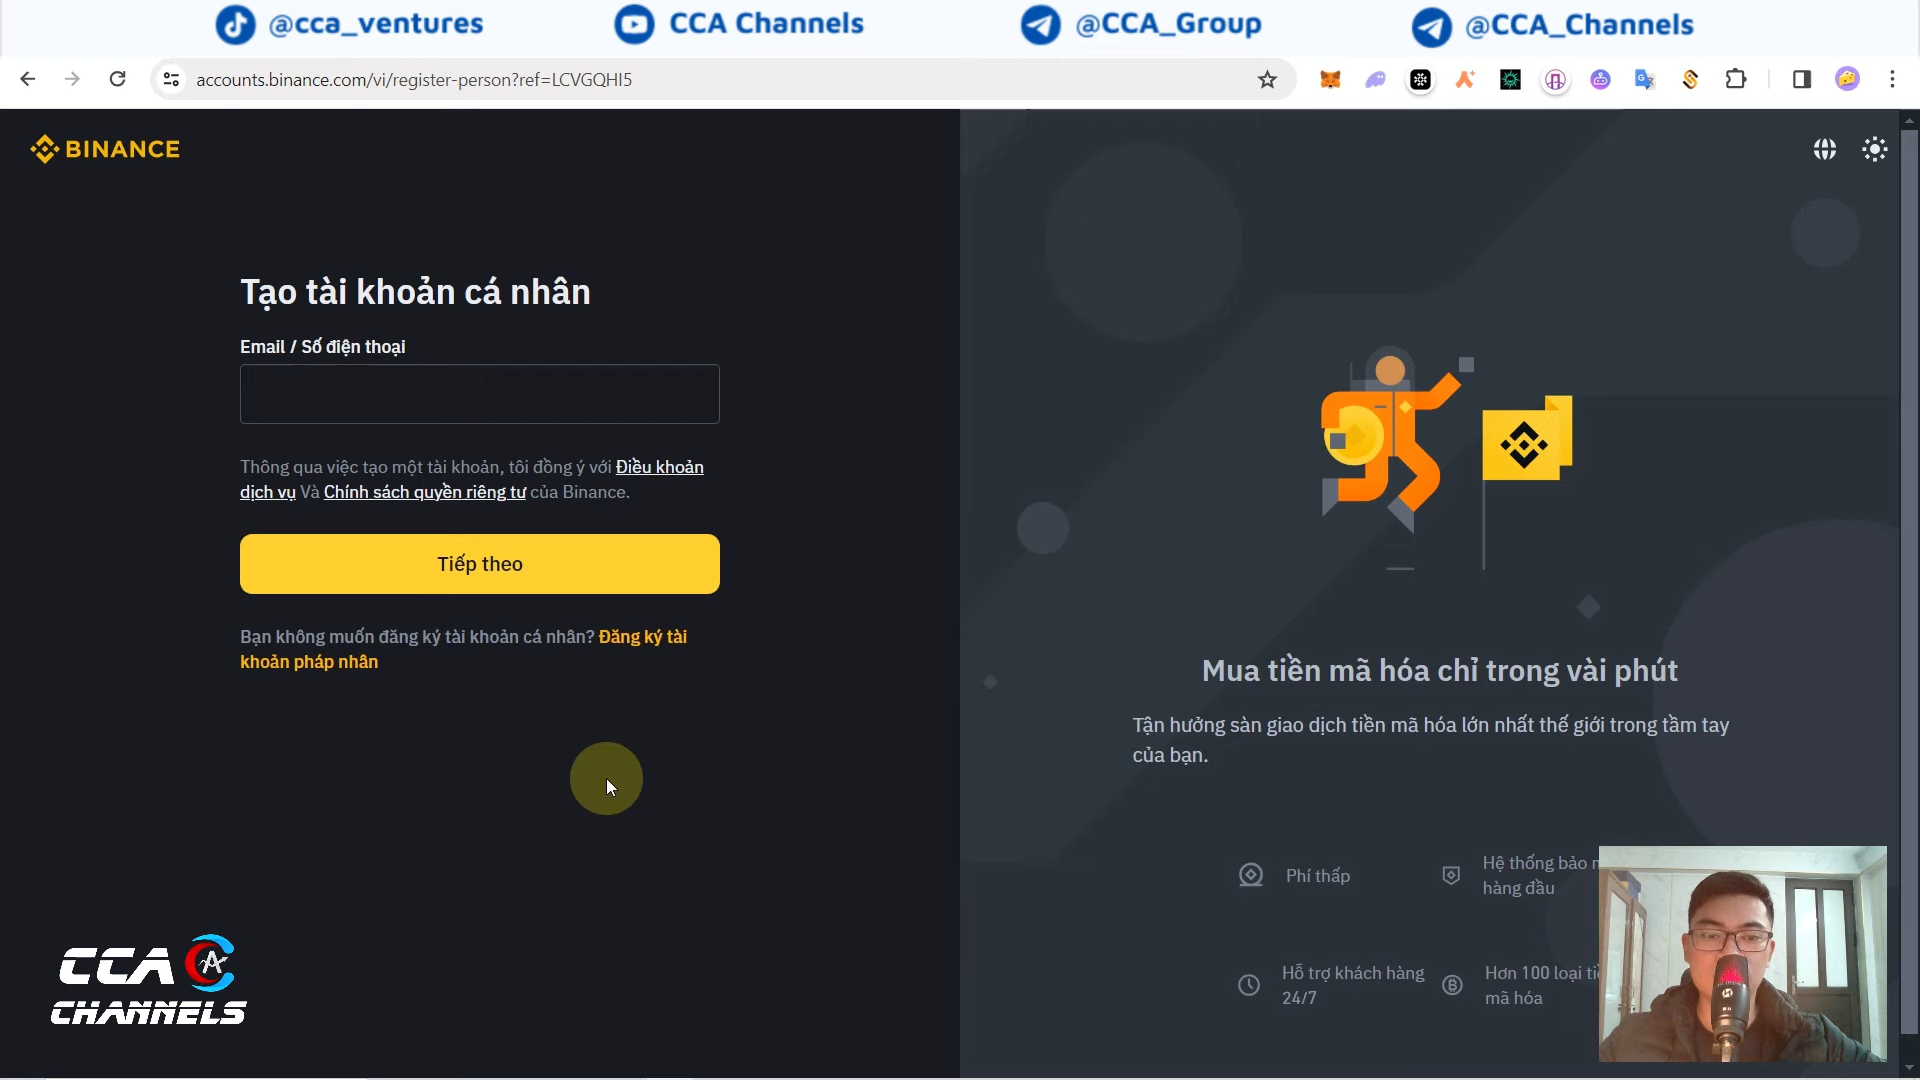 @cca_ventures
CCA Channels
@CCA_Group
@CCA_Channels
accounts.binance.com/vi/register-person?ref=LCVGQHI5
BINANCE
Tạo tài khoản cá nhân
Email / Số điện thoại
Thông qua việc tạo một tài khoản, tôi đồng ý với Điều khoản
dịch vụ Và Chính sách quyền riêng tư của Binance.
Tiếp theo
Bạn không muốn đăng ký tài khoản cá nhân? Đăng ký tài
khoản pháp nhân
Mua tiền mã hóa chỉ trong vài phút
Tận hưởng sàn giao dịch tiền mã hóa lớn nhất thế giới trong tầm tay
của bạn.
Phí thấp
Hệ thống bảo
hàng đầu
Hỗ trợ khách hàng
24/7
Hơn 100 loại
mã hóa
CCA
CHANNELS